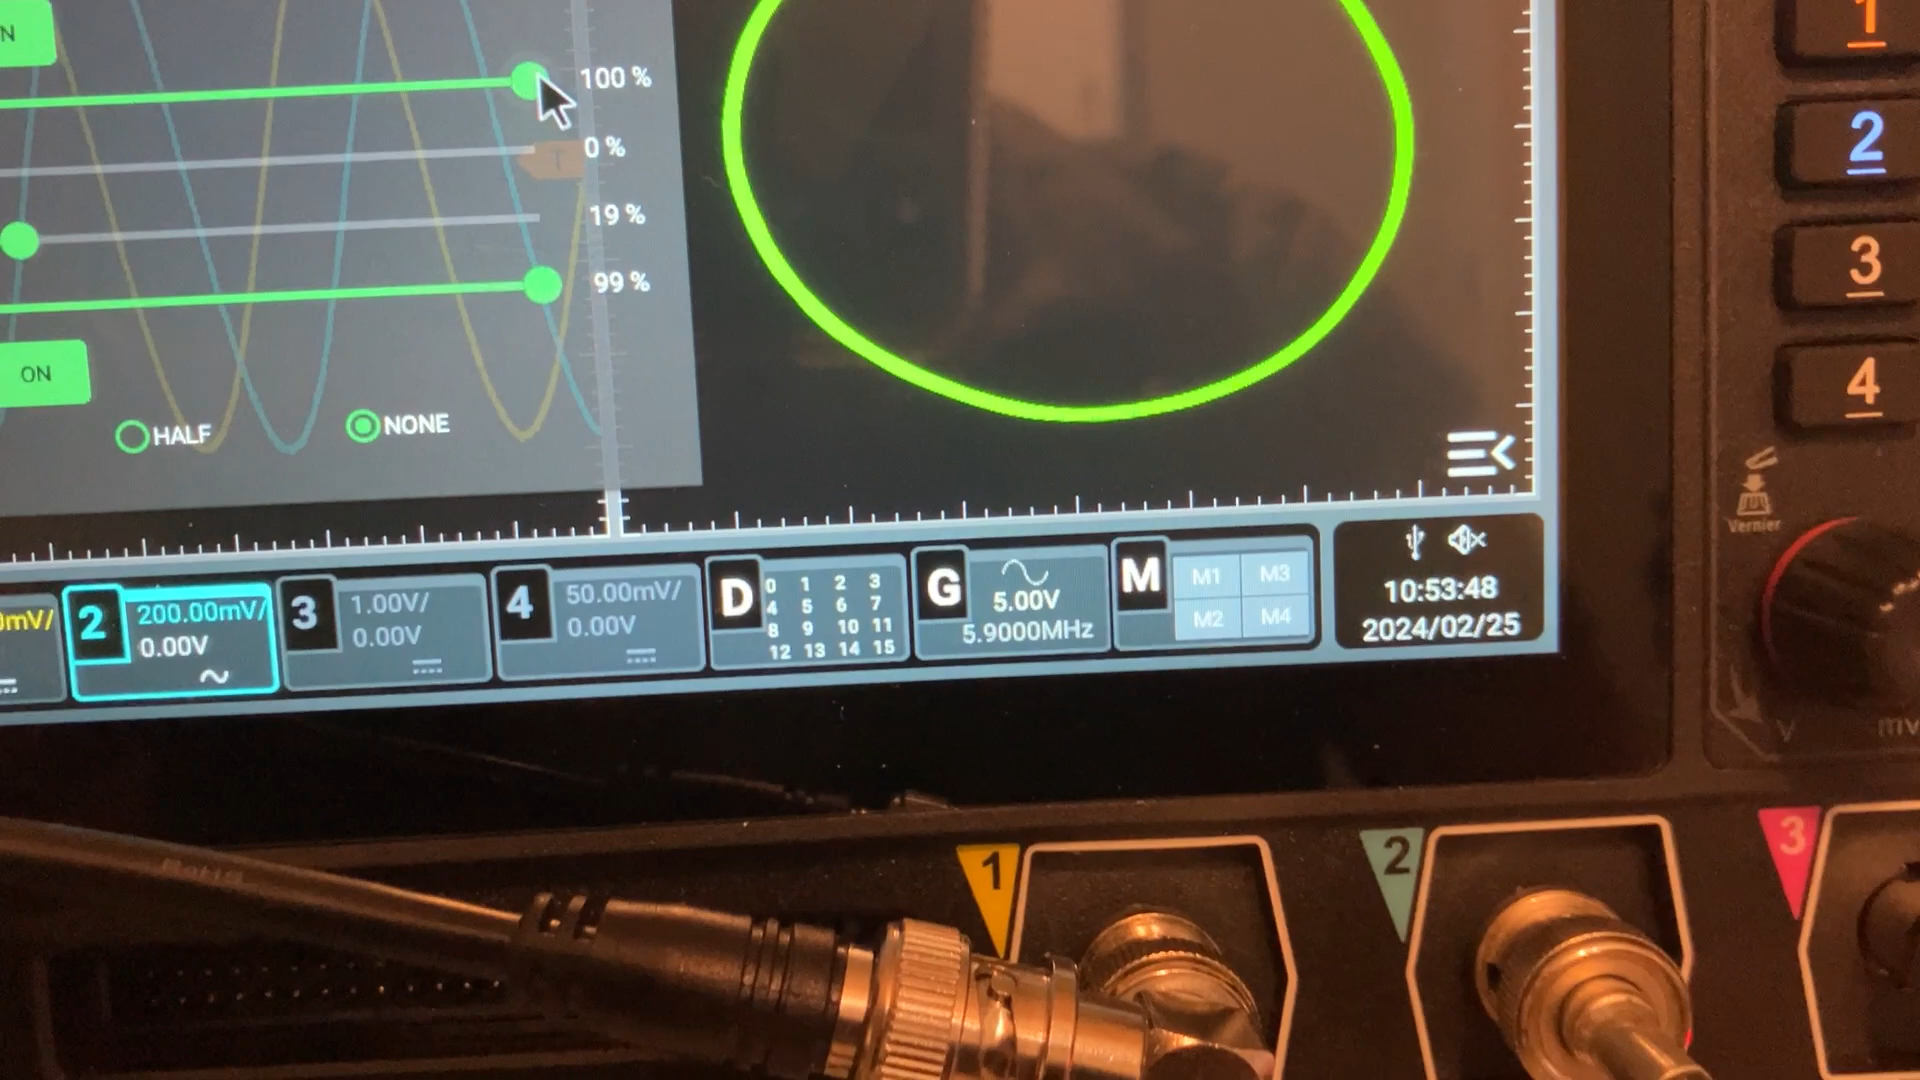 N
100 %
T
0 %
19 %
99 %
ON
HALF
NONE
0mV/
2 200.00mV/
0.00V
3 1.00V/
0.00V
4 50.00mV/
0.00V
D 0 1 2 3
4 5 6 7
8 9 10 11
12 13 14 15
G 5.00V
5.9000MHz
M M1 M3
M2 M4
10:53:48
2024/02/25
1
2
3
4
Vernier
V
mV
1
2
3